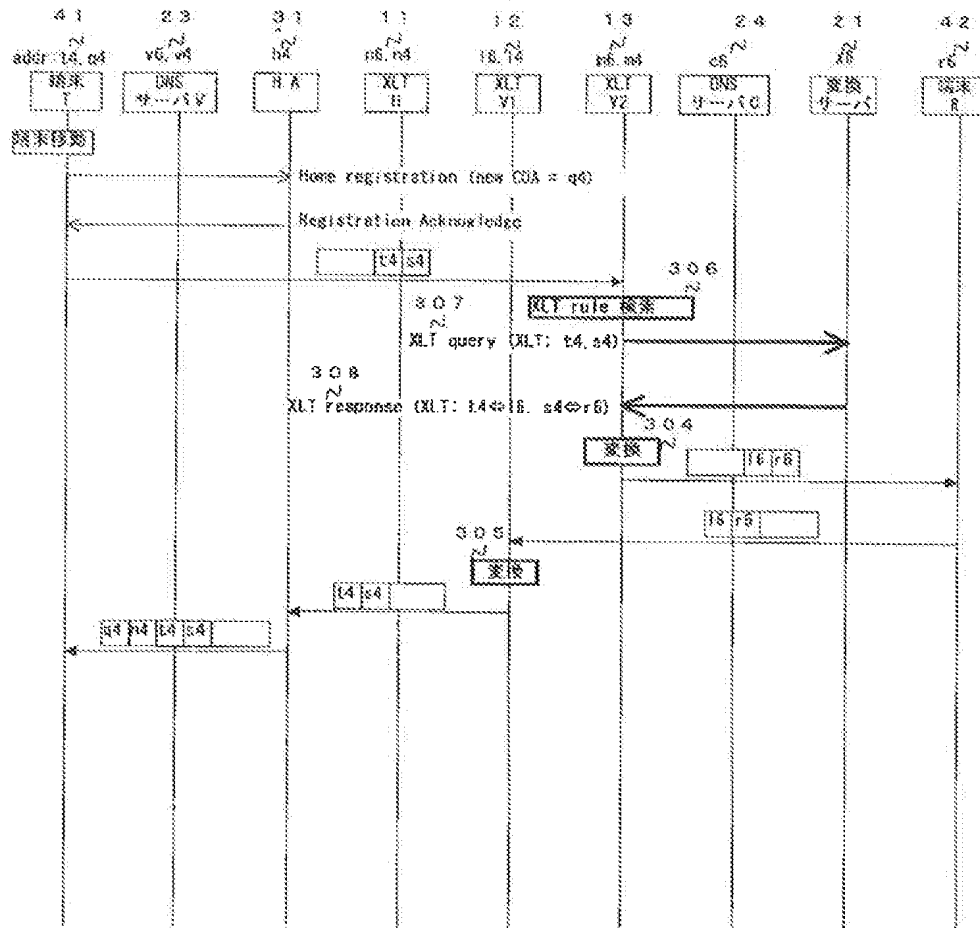 41 23 31 11 12 13 24 21 42
addr: t4, q4 v6, v4 h4 n6, n4 l6, l4 m6, m4 c6 x6 r6
端末 DNS HA XLT XLT XLT DNS 変換 端末
T サーバV H V1 V2 サーバC サーバ R
端末移動
Home registration (new COA = q4)
Registration Acknowledge
t4 s4
306
XLT rule 検索
307
XLT query (XLT: t4, s4)
308
XLT response (XLT: t4⇔l6, s4⇔r6)
304
変換
l6 r6
l6 r6
305
変換
t4 s4
q4 h4 t4 s4